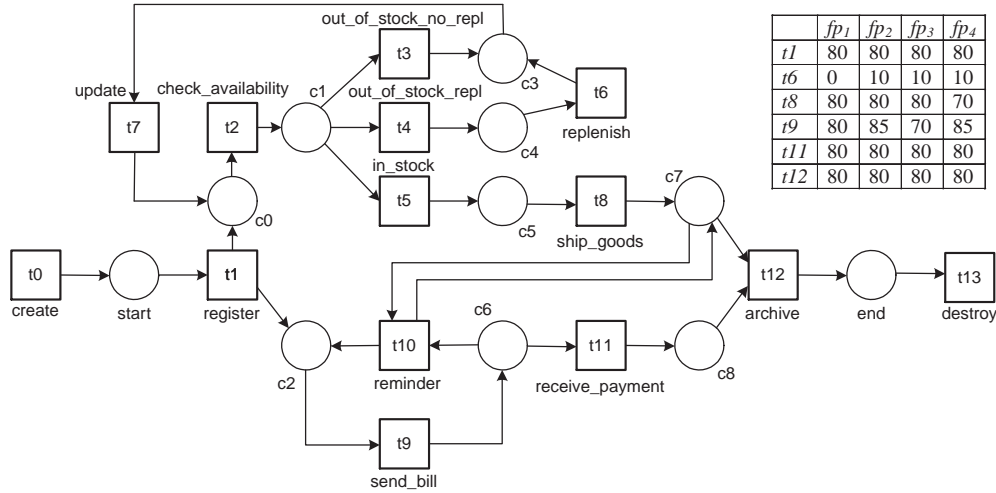 out_of_stock_no_repl
fp1 fp2 fp3 fp4
t1 80 80 80 80
t6 0 10 10 10
t8 80 80 80 70
t9 80 85 70 85
t11 80 80 80 80
t12 80 80 80 80
t3
c3
update
check_availability
c1
out_of_stock_repl
t6
t7
t2
t4
replenish
c4
in_stock
c7
t5
t8
c0
c5
ship_goods
t0
t1
t12
t13
create
start
register
archive
end
destroy
c6
t10
t11
c2
reminder
receive_payment
c8
t9
send_bill